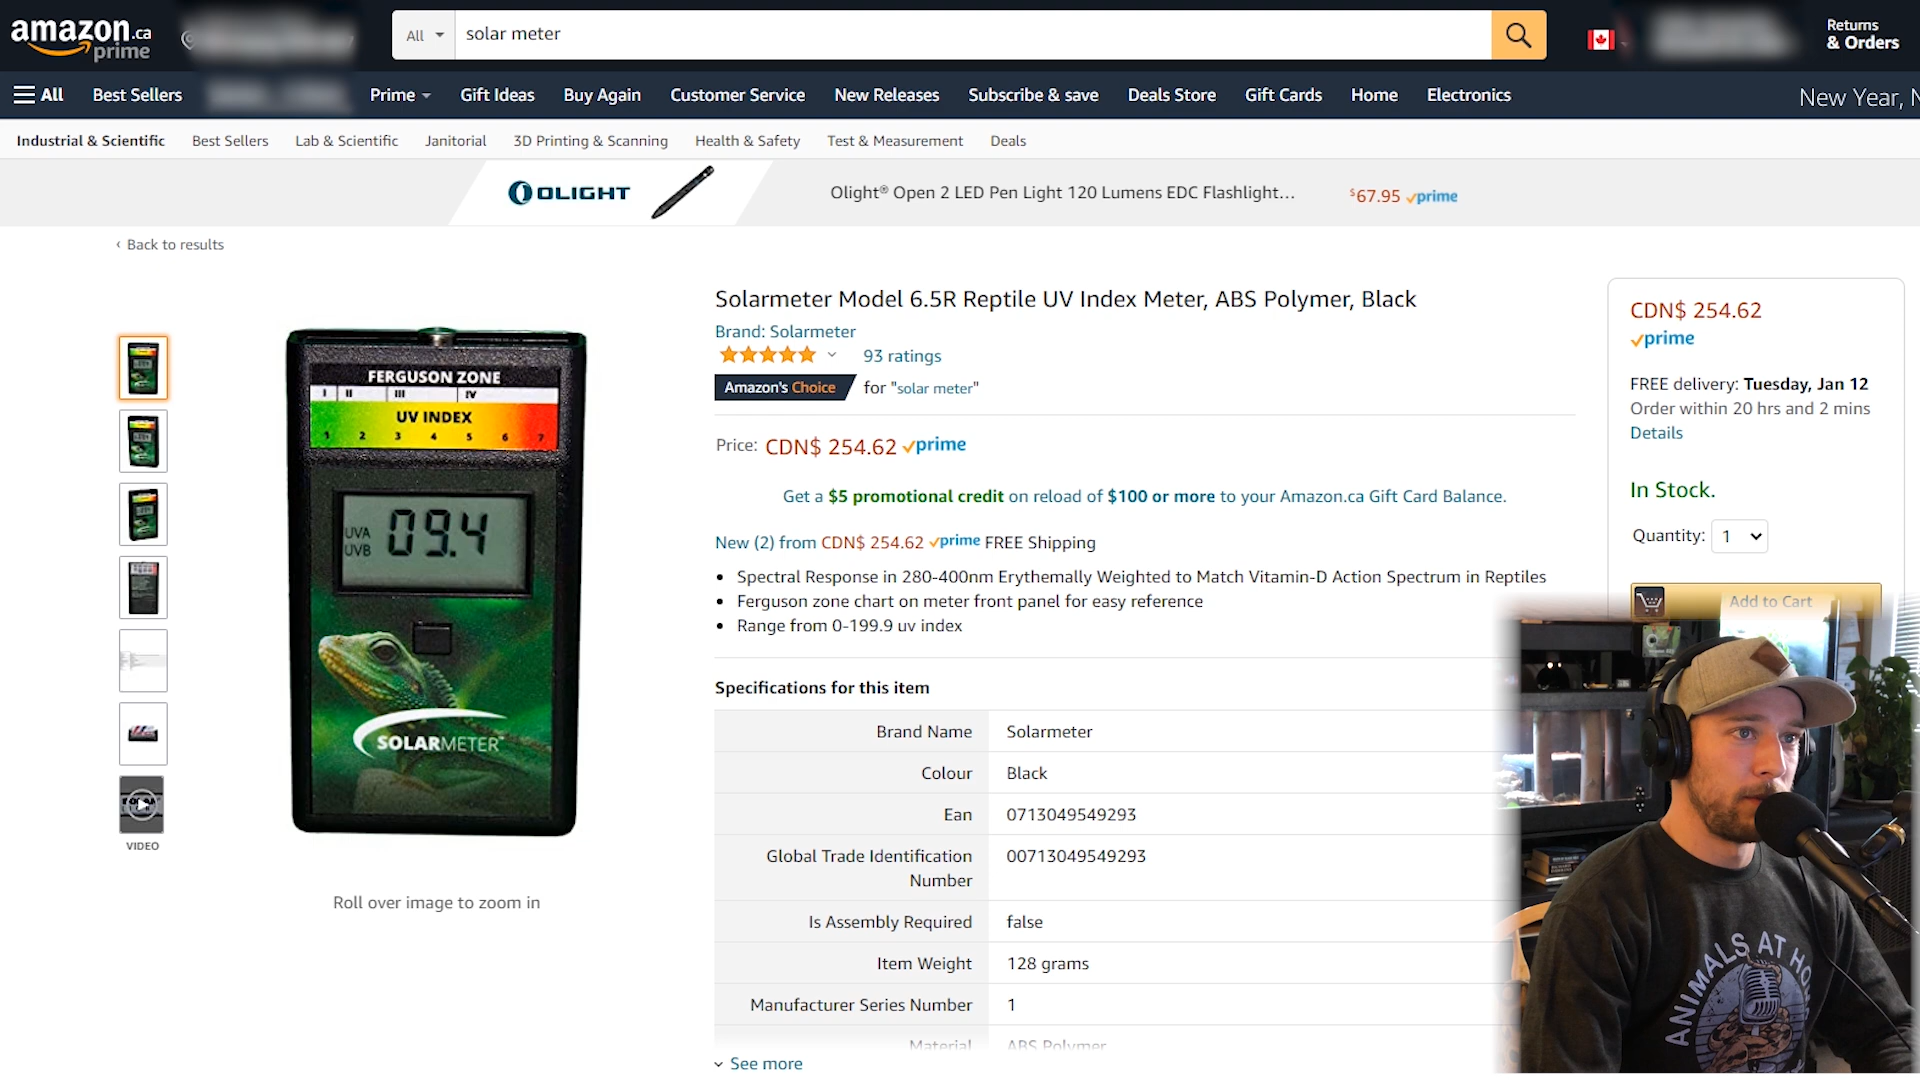 amazon.ca
prime
All
solar meter
Returns
& Orders
All
Best Sellers
Prime
Gift Ideas
Buy Again
Customer Service
New Releases
Subscribe & save
Deals Store
Gift Cards
Home
Electronics
New Year, N
Industrial & Scientific
Best Sellers
Lab & Scientific
Janitorial
3D Printing & Scanning
Health & Safety
Test & Measurement
Deals
OLIGHT
Olight® Open 2 LED Pen Light 120 Lumens EDC Flashlight...
$67.95 prime
‹ Back to results
Solarmeter Model 6.5R Reptile UV Index Meter, ABS Polymer, Black
Brand: Solarmeter
93 ratings
Amazon's Choice for "solar meter"
Price: CDN$ 254.62 prime
Get a $5 promotional credit on reload of $100 or more to your Amazon.ca Gift Card Balance.
New (2) from CDN$ 254.62 prime FREE Shipping
• Spectral Response in 280-400nm Erythemally Weighted to Match Vitamin-D Action Spectrum in Reptiles
• Ferguson zone chart on meter front panel for easy reference
• Range from 0-199.9 uv index
Specifications for this item
Brand Name Solarmeter
Colour Black
Ean 0713049549293
Global Trade Identification Number 00713049549293
Is Assembly Required false
Item Weight 128 grams
Manufacturer Series Number 1
Material ABS Polymer
See more
FERGUSON ZONE
I II III IV
UV INDEX
1 2 3 4 5 6 7
UVA
UVB
09.4
SOLARMETER™
VIDEO
Roll over image to zoom in
CDN$ 254.62
prime
FREE delivery: Tuesday, Jan 12
Order within 20 hrs and 2 mins
Details
In Stock.
Quantity: 1
Add to Cart
ANIMALS AT HO